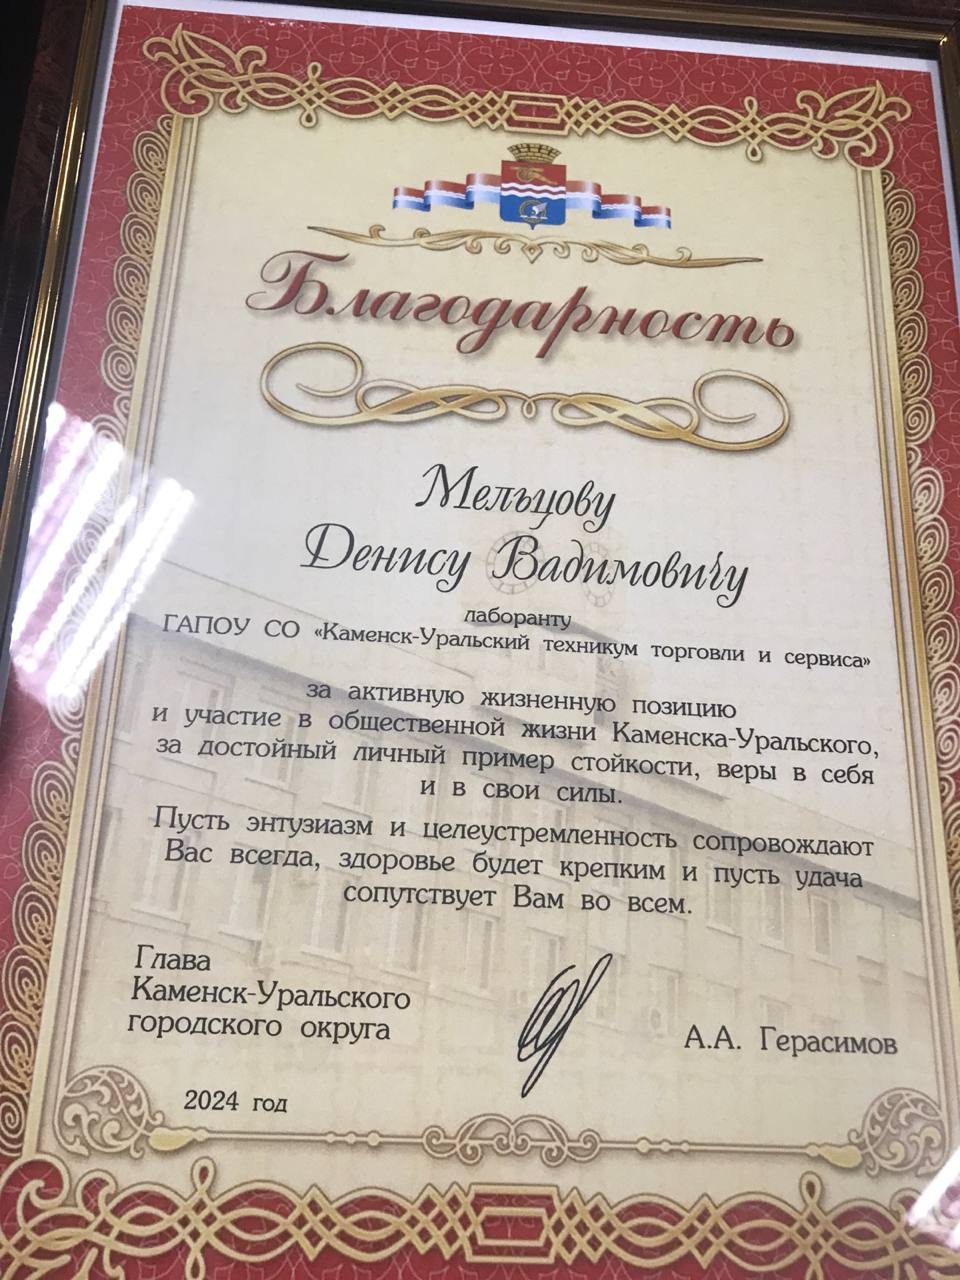 Благодарность
Мельцову
Денису Вадимовичу
лаборанту
ГАПОУ СО «Каменск-Уральский техникум торговли и сервиса»
за активную жизненную позицию
и участие в общественной жизни Каменска-Уральского,
за достойный личный пример стойкости, веры в себя
и в свои силы.
Пусть энтузиазм и целеустремленность сопровождают
Вас всегда, здоровье будет крепким и пусть удача
сопутствует Вам во всем.
Глава
Каменск-Уральского
городского округа
А.А. Герасимов
2024 год